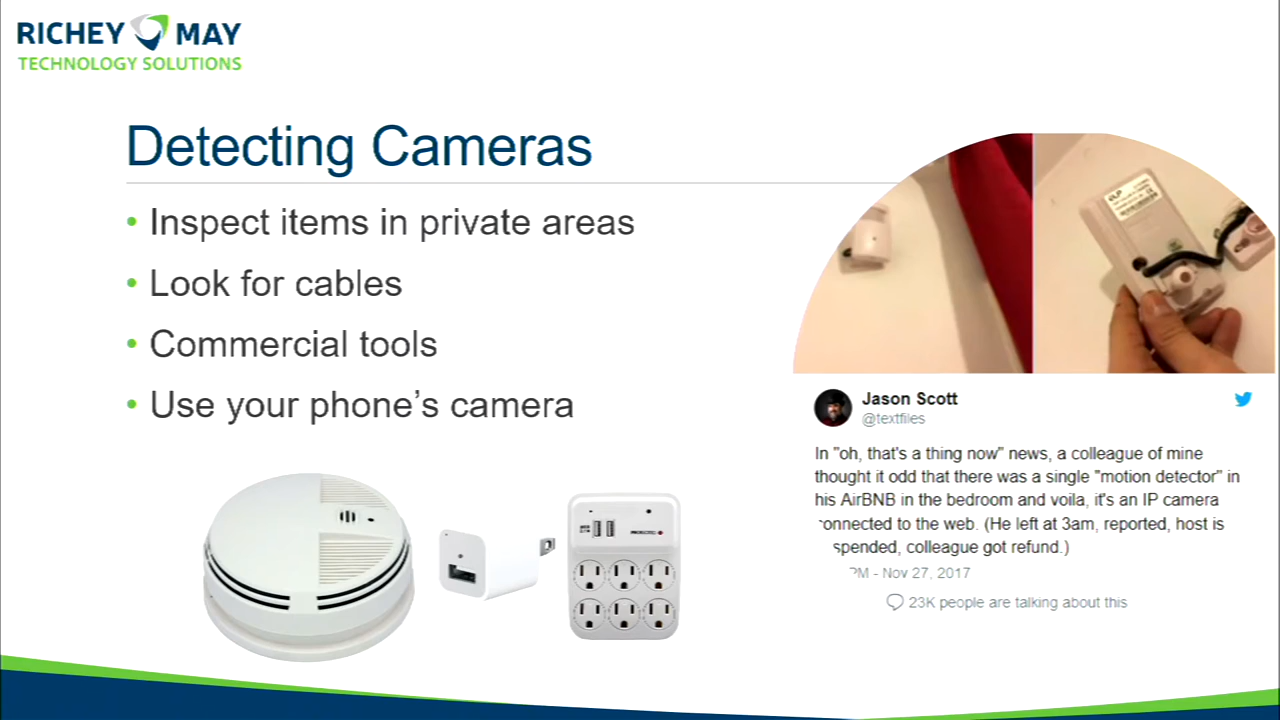 RICHEY MAY
TECHNOLOGY SOLUTIONS
Detecting Cameras
• Inspect items in private areas
• Look for cables
• Commercial tools
• Use your phone’s camera
Jason Scott
@textfiles
In "oh, that's a thing now" news, a colleague of mine
thought it odd that there was a single "motion detector" in
his AirBNB in the bedroom and voila, it's an IP camera
onnected to the web. (He left at 3am, reported, host is
spended, colleague got refund.)
PM - Nov 27, 2017
23K people are talking about this